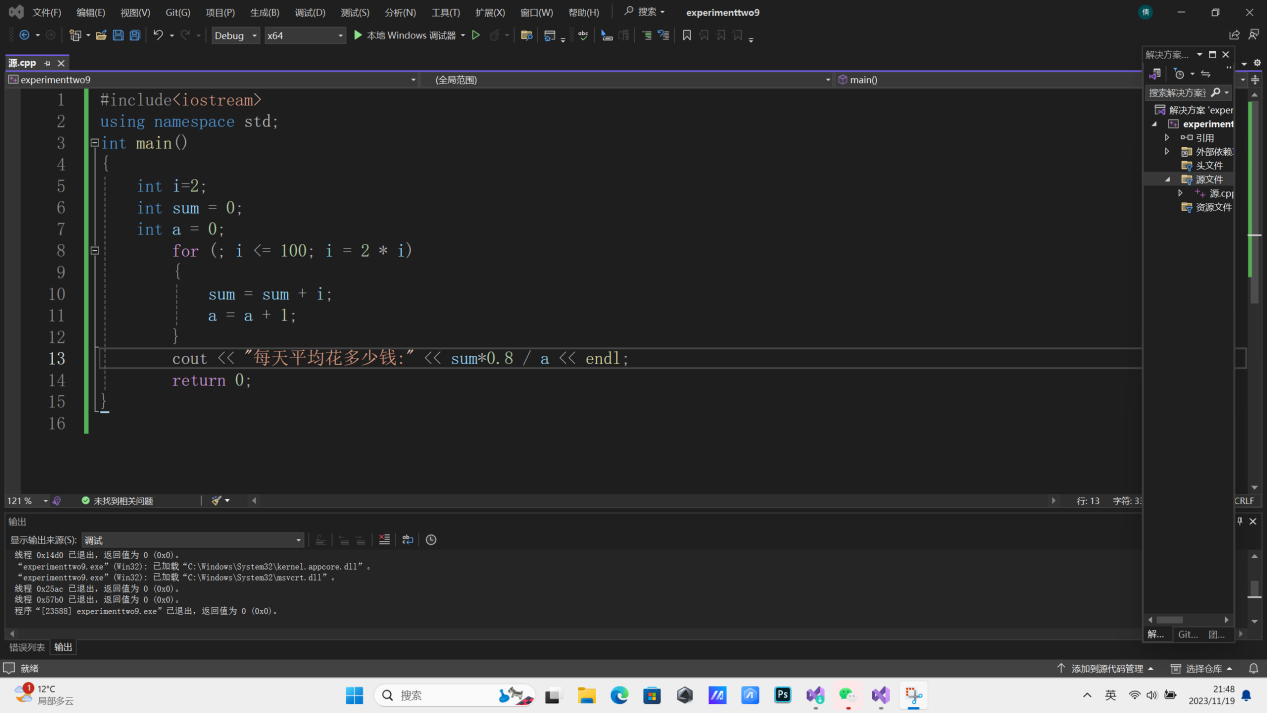 文件(F) 编辑(E) 视图(V) Git(G) 项目(P) 生成(B) 调试(D) 测试(S) 分析(N) 工具(T) 扩展(X) 窗口(W) 帮助(H) 搜索 experimenttwo9
Debug x64 本地 Windows 调试器
源.cpp
experimenttwo9 (全局范围) main()
1 #include<iostream>
2 using namespace std;
3 int main()
4 {
5 int i=2;
6 int sum = 0;
7 int a = 0;
8 for (; i <= 100; i = 2 * i)
9 {
10 sum = sum + i;
11 a = a + 1;
12 }
13 cout << "每天平均花多少钱:" << sum*0.8 / a << endl;
14 return 0;
15 }
16
解决方案...
搜索解决方案
解决方案 'exper
experiment
引用
外部依赖
头文件
源文件
源.cpp
资源文件
解... Git... 团...
121 % 未找到相关问题 行: 13 字符: 33 CRLF
输出
显示输出来源(S): 调试
线程 0x14d0 已退出，返回值为 0 (0x0)。
“experimenttwo9.exe”(Win32): 已加载“C:\Windows\System32\kernel.appcore.dll”。
“experimenttwo9.exe”(Win32): 已加载“C:\Windows\System32\msvcrt.dll”。
线程 0x25ac 已退出，返回值为 0 (0x0)。
线程 0x57b0 已退出，返回值为 0 (0x0)。
程序“[23588] experimenttwo9.exe”已退出，返回值为 0 (0x0)。
错误列表 输出
就绪 添加到源代码管理 选择仓库
1 12°C
局部多云
搜索
Ps
英
21:48
2023/11/19